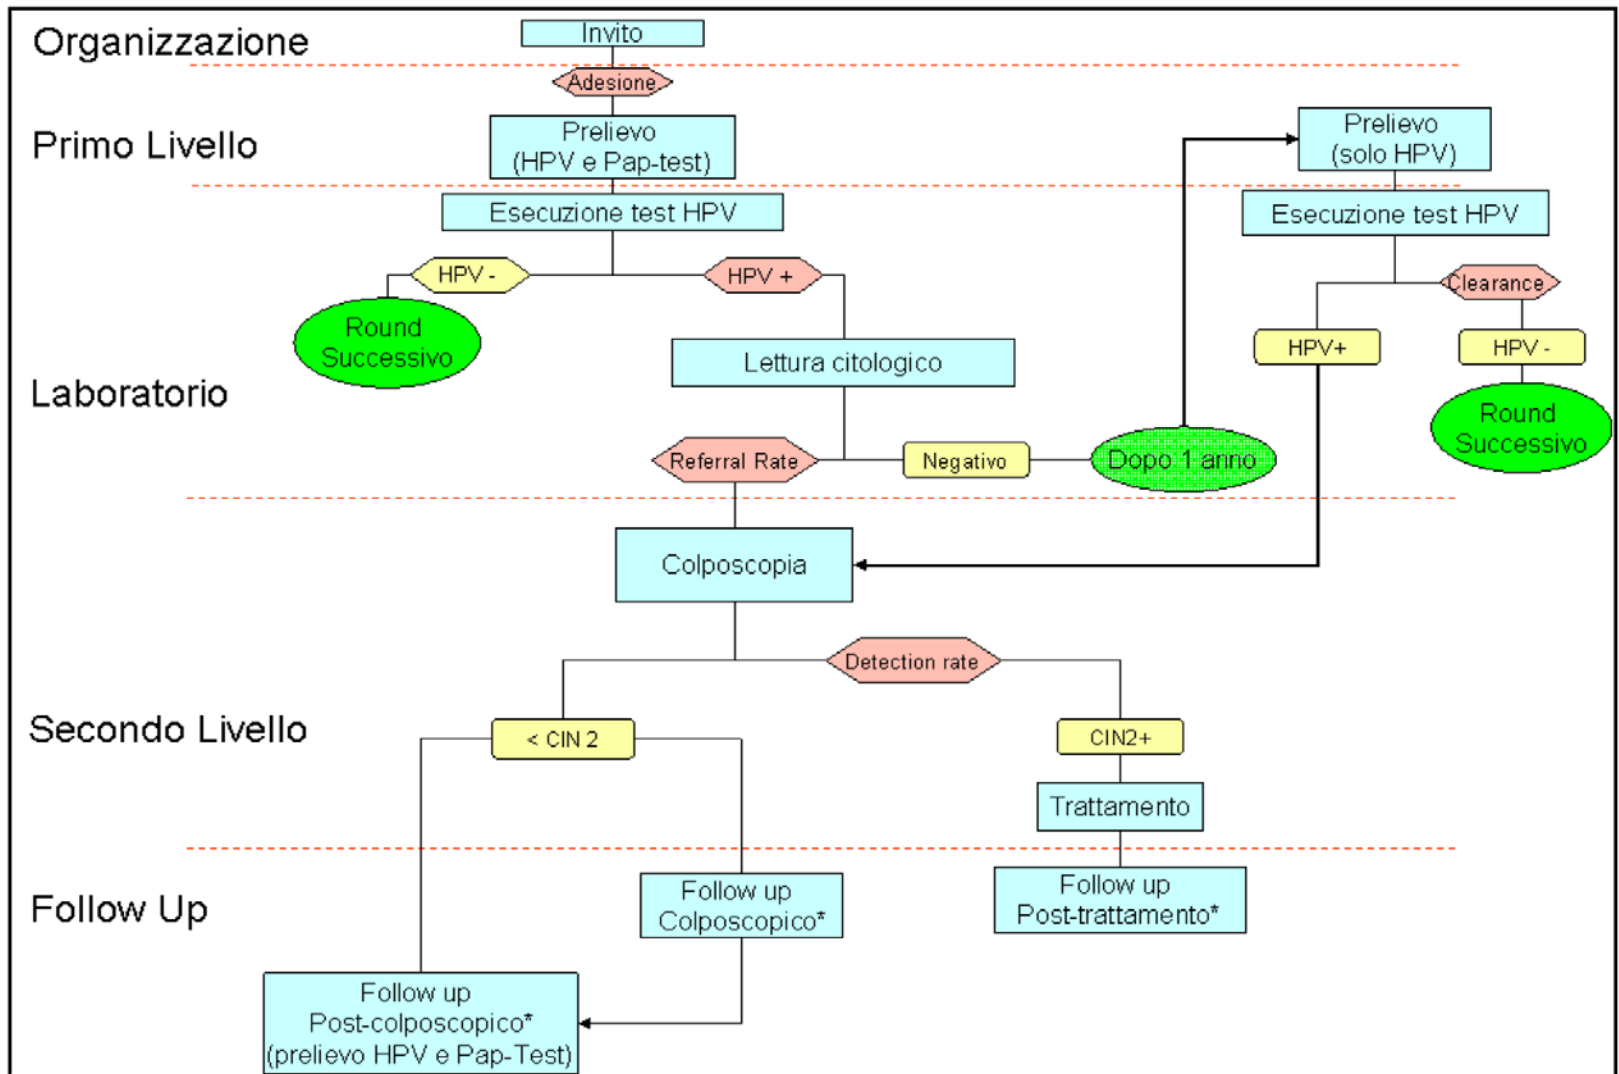 Organizzazione
Invito
Adesione
Primo Livello
Prelievo
(HPV e Pap-test)
Prelievo
(solo HPV)
Esecuzione test HPV
Esecuzione test HPV
HPV -
HPV +
Clearance
Round
Successivo
Lettura citologico
HPV+
HPV -
Laboratorio
Round
Successivo
Referral Rate
Negativo
Dopo 1 anno
Colposcopia
Detection rate
Secondo Livello
< CIN 2
CIN2+
Trattamento
Follow Up
Follow up
Colposcopico*
Follow up
Post-trattamento*
Follow up
Post-colposcopico*
(prelievo HPV e Pap-Test)